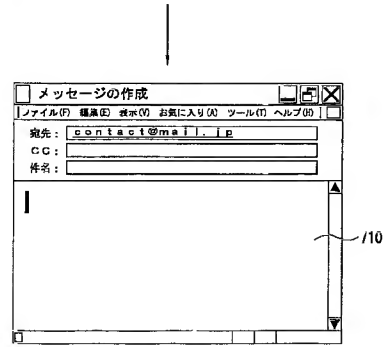 メッセージの作成
ファイル(F) 編集(E) 表示(V) お気に入り(A) ツール(T) ヘルプ(H)
宛先: contact@mail.jp
CC:
件名:
110